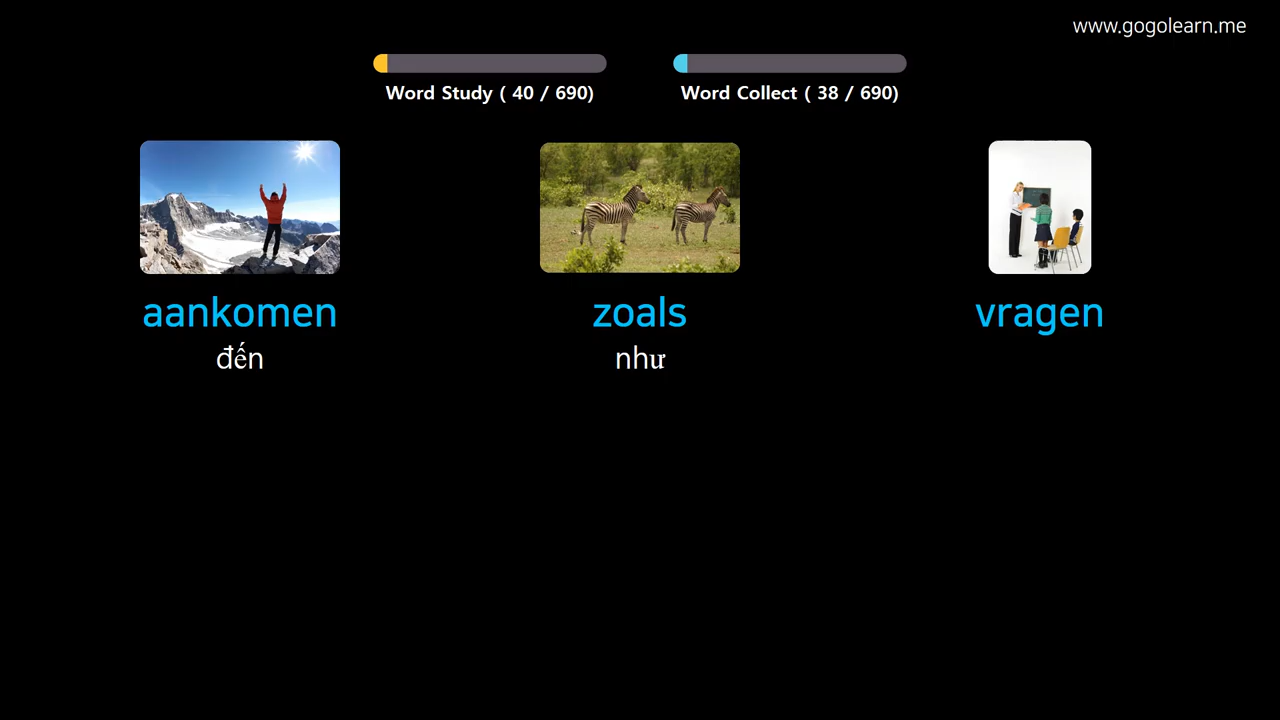 www.gogolearn.me
Word Study ( 40 / 690)
Word Collect ( 38 / 690)
aankomen
đến
zoals
như
vragen